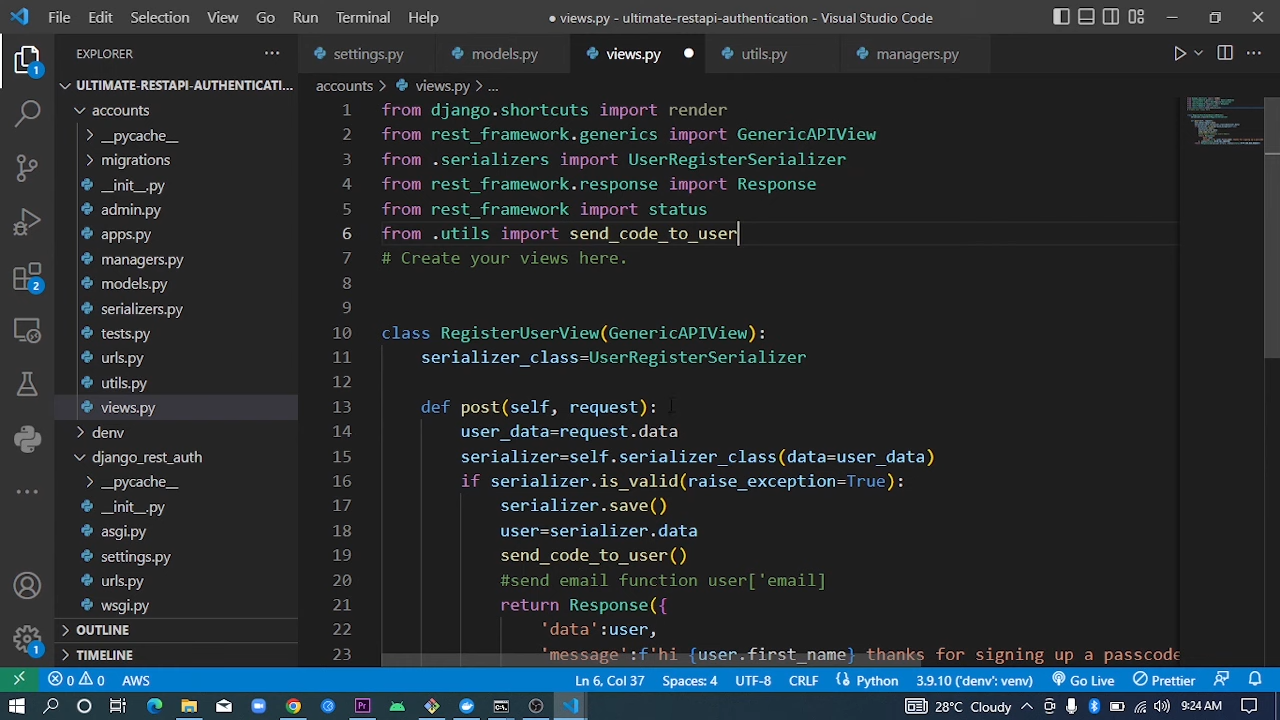 File Edit Selection View Go Run Terminal Help ● views.py - ultimate-restapi-authentication - Visual Studio Code
EXPLORER ...
settings.py models.py views.py ● utils.py managers.py
ULTIMATE-RESTAPI-AUTHENTICATI...
accounts > views.py > ...
accounts
__pycache__
migrations
__init__.py
admin.py
apps.py
managers.py
models.py
serializers.py
tests.py
urls.py
utils.py
views.py
denv
django_rest_auth
__pycache__
__init__.py
asgi.py
settings.py
urls.py
wsgi.py
OUTLINE
TIMELINE
1
2
1
1 from django.shortcuts import render
2 from rest_framework.generics import GenericAPIView
3 from .serializers import UserRegisterSerializer
4 from rest_framework.response import Response
5 from rest_framework import status
6 from .utils import send_code_to_user
7 # Create your views here.
8
9
10 class RegisterUserView(GenericAPIView):
11 serializer_class=UserRegisterSerializer
12
13 def post(self, request):
14 user_data=request.data
15 serializer=self.serializer_class(data=user_data)
16 if serializer.is_valid(raise_exception=True):
17 serializer.save()
18 user=serializer.data
19 send_code_to_user()
20 #send email function user['email]
21 return Response({
22 'data':user,
23 'message':f'hi {user.first_name} thanks for signing up a passcode
0 0 AWS Ln 6, Col 37 Spaces: 4 UTF-8 CRLF Python 3.9.10 ('denv': venv) Go Live Prettier
28°C Cloudy 9:24 AM